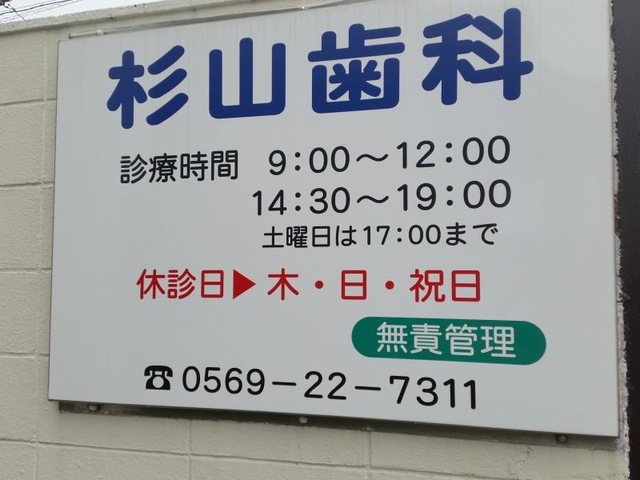 杉山歯科
診療時間 9:00～12:00
14:30～19:00
土曜日は17:00まで
休診日▶木・日・祝日
無責管理
☎0569－22－7311